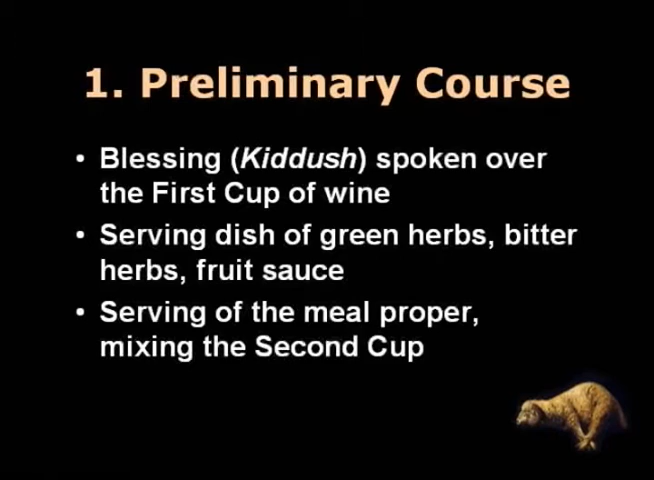 1. Preliminary Course
• Blessing (Kiddush) spoken over
the First Cup of wine
• Serving dish of green herbs, bitter
herbs, fruit sauce
• Serving of the meal proper,
mixing the Second Cup